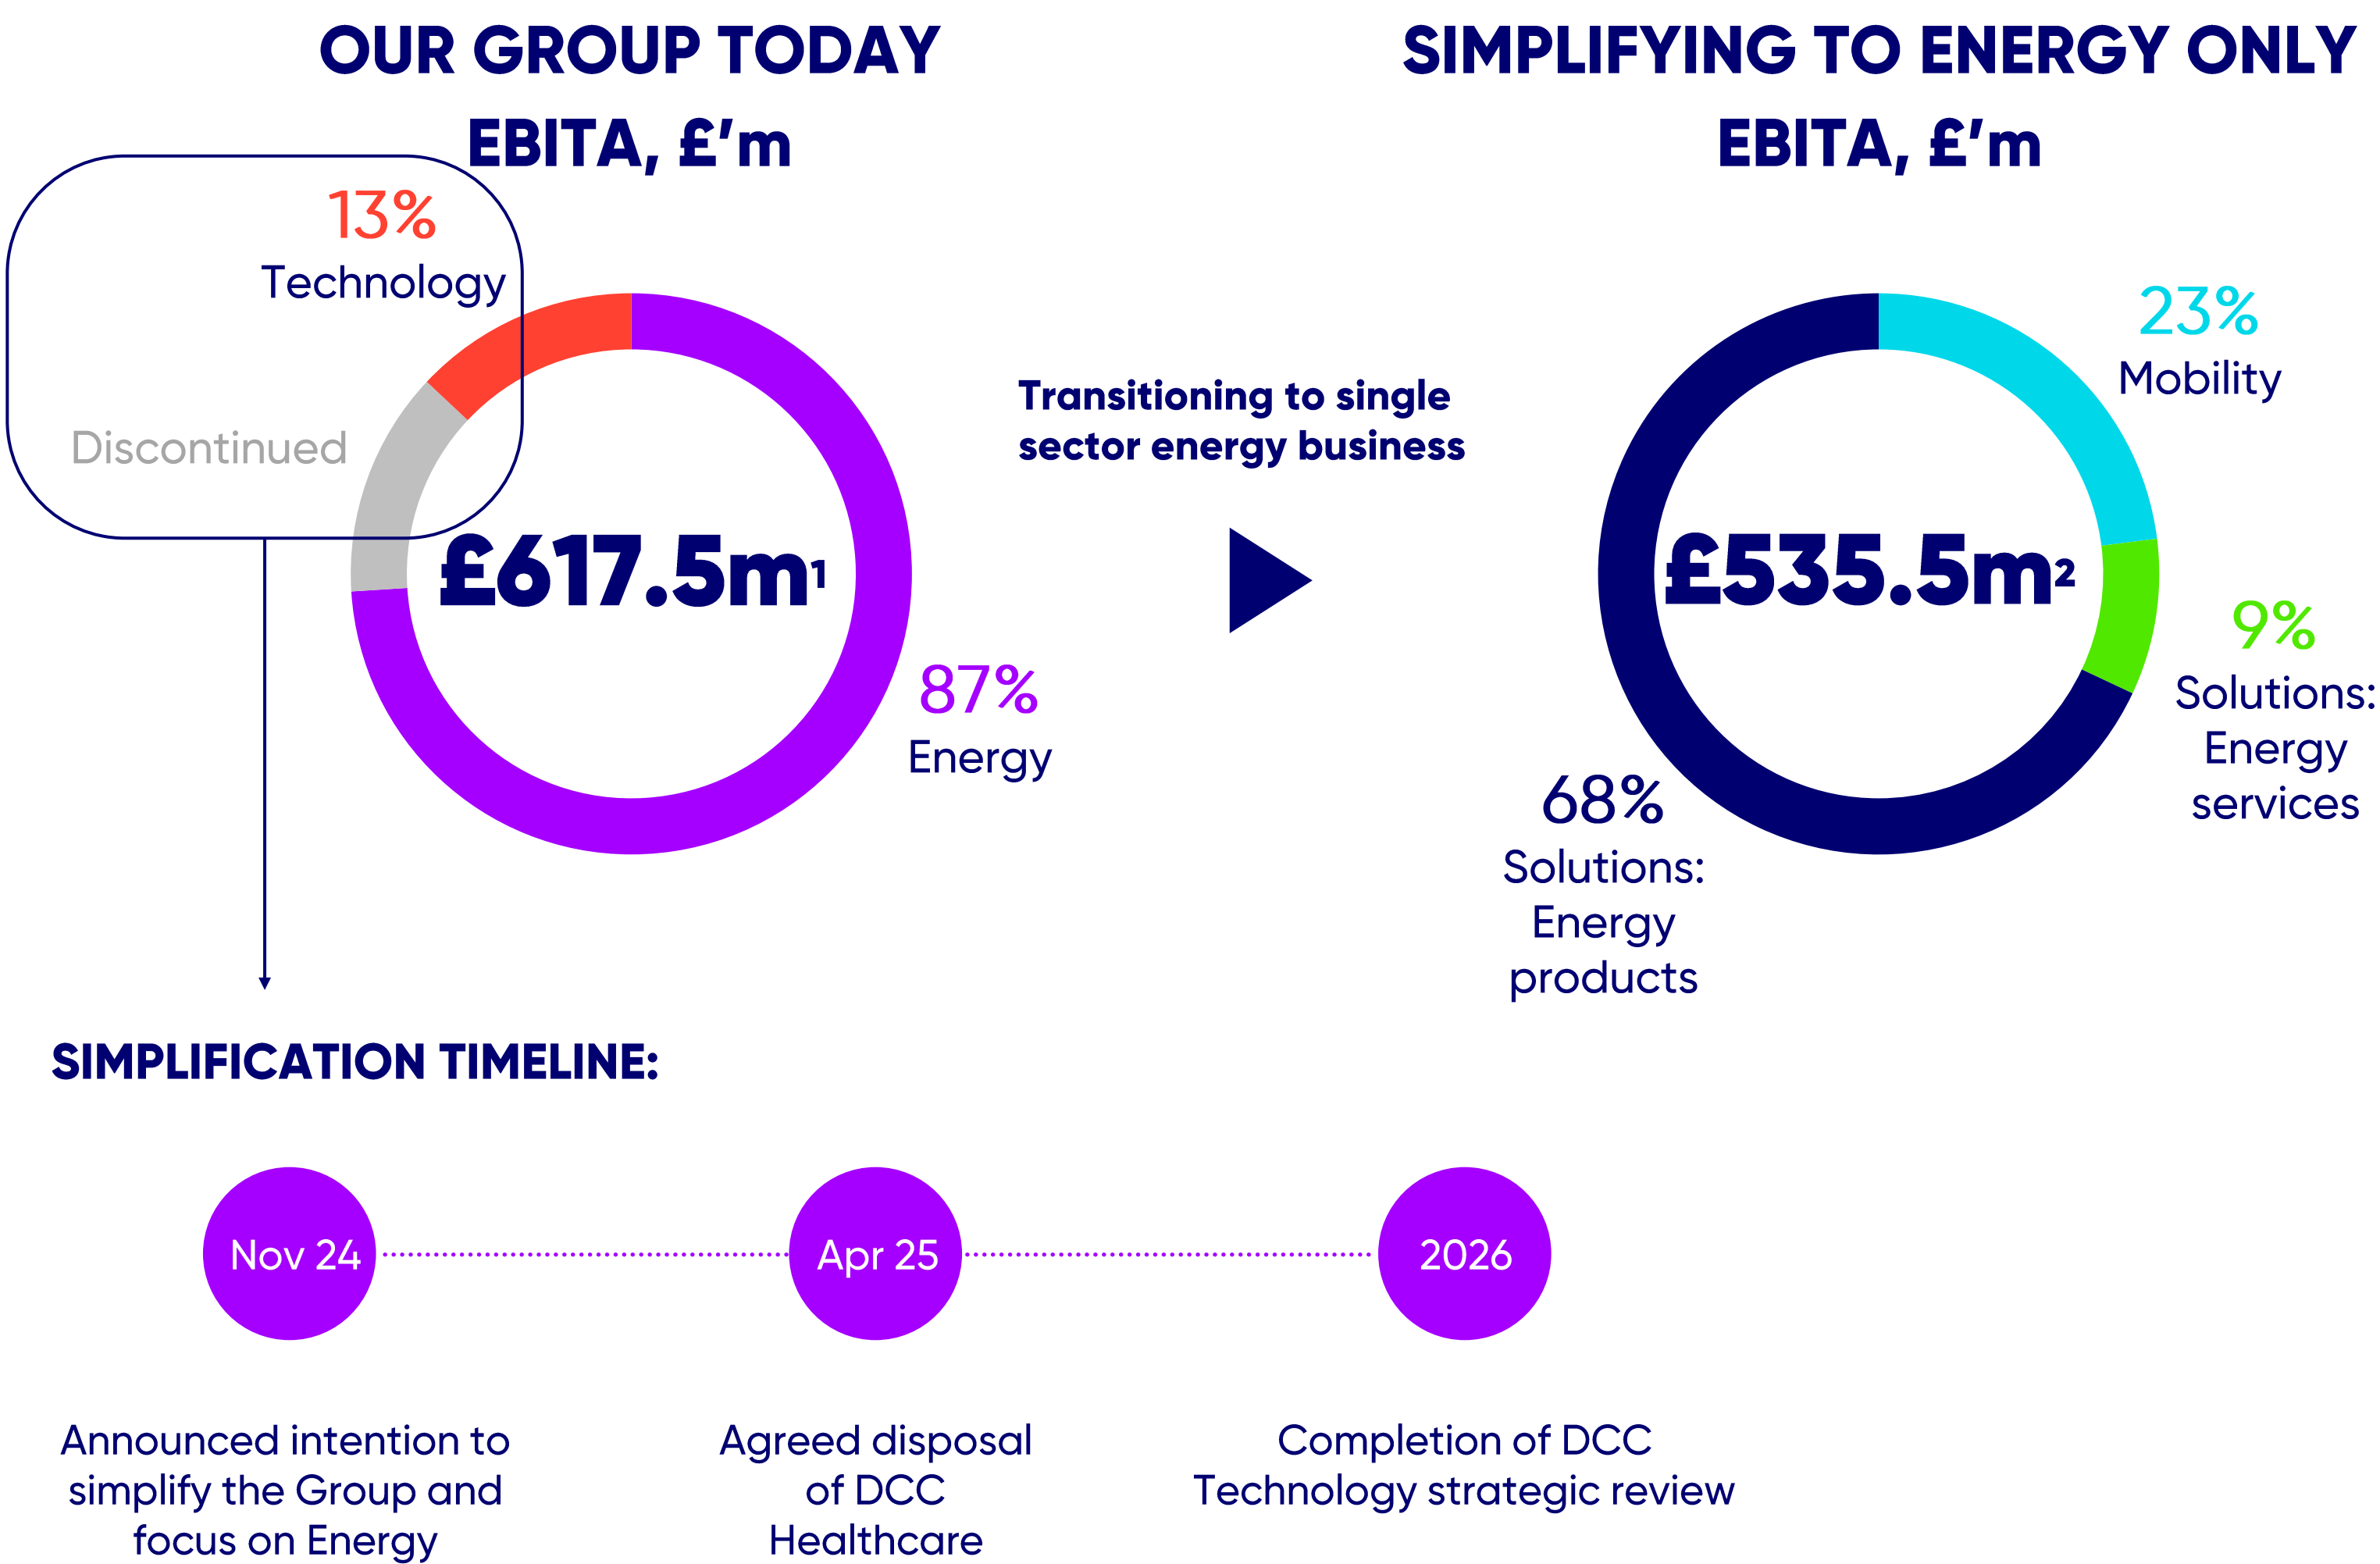 OUR GROUP TODAY
EBITA, £’m
13%
Technology
Discontinued
£617.5m1
87%
Energy
Transitioning to single
sector energy business
SIMPLIFYING TO ENERGY ONLY
EBITA, £’m
23%
Mobility
£535.5m2
9%
Solutions:
Energy
services
68%
Solutions:
Energy
products
SIMPLIFICATION TIMELINE:
Nov 24
Announced intention to
simplify the Group and
focus on Energy
Apr 25
Agreed disposal
of DCC
Healthcare
2026
Completion of DCC
Technology strategic review